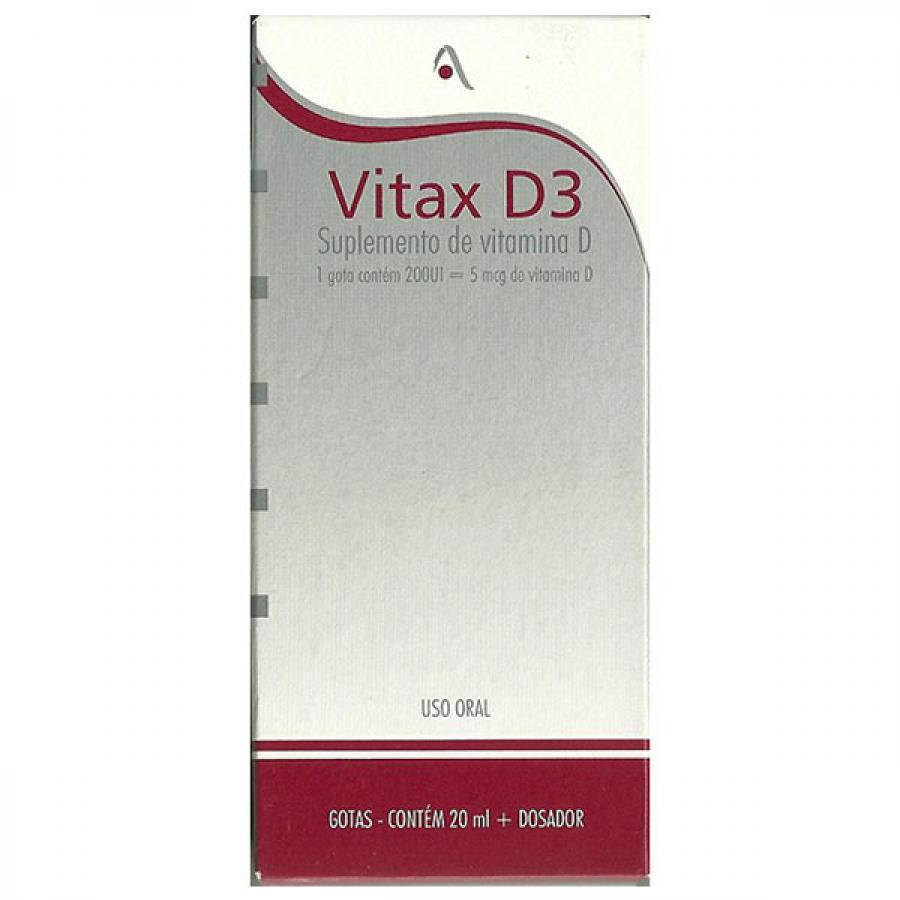 Vitax D3
Suplemento de vitamina D
1 gota contém 200UI = 5 mcg de vitamina D
USO ORAL
GOTAS - CONTÉM 20 ml + DOSADOR